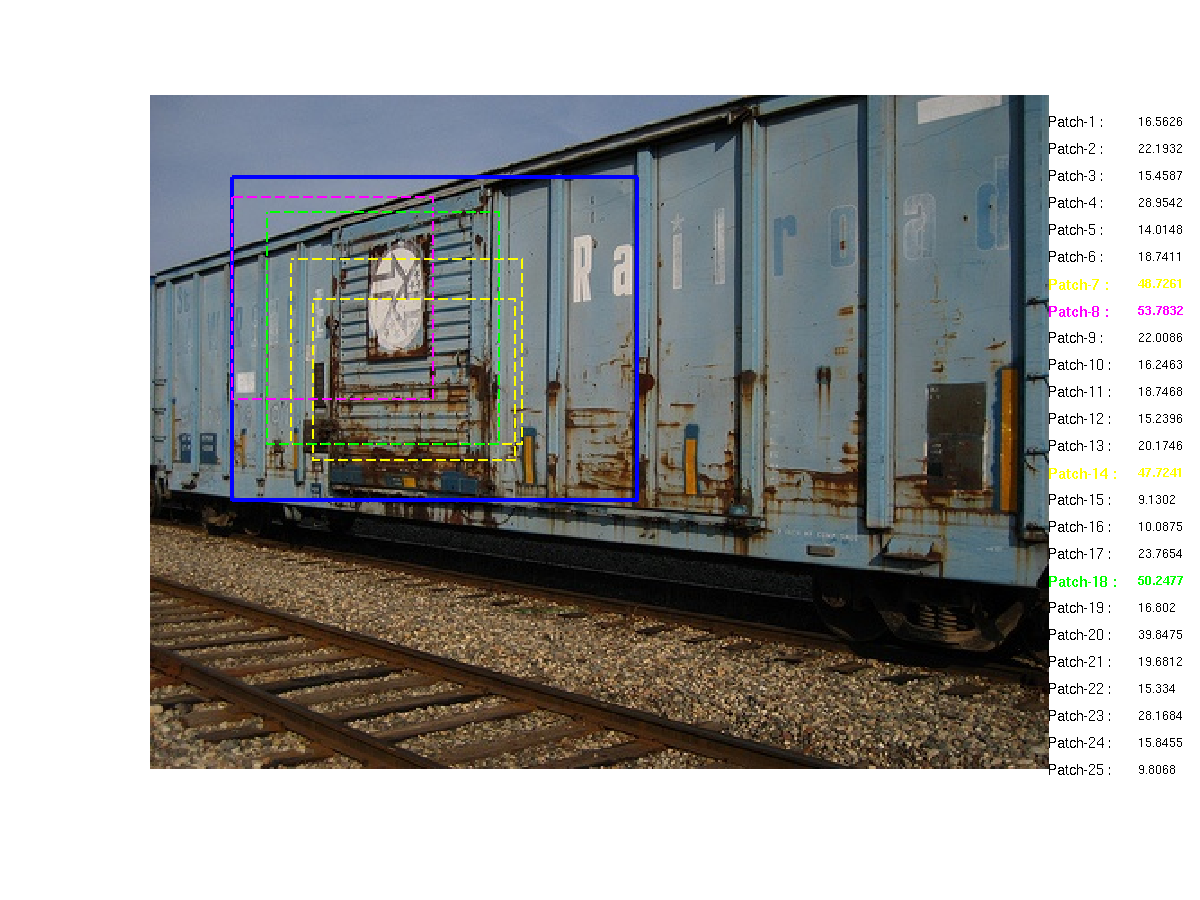 Railroad
Patch-1 : 16.5626
Patch-2 : 22.1932
Patch-3 : 15.4587
Patch-4 : 28.9542
Patch-5 : 14.0148
Patch-6 : 18.7411
Patch-7 : 48.7261
Patch-8 : 53.7832
Patch-9 : 22.0086
Patch-10 : 16.2463
Patch-11 : 18.7468
Patch-12 : 15.2396
Patch-13 : 20.1746
Patch-14 : 47.7241
Patch-15 : 9.1302
Patch-16 : 10.0875
Patch-17 : 23.7654
Patch-18 : 50.2477
Patch-19 : 16.802
Patch-20 : 39.8475
Patch-21 : 19.6812
Patch-22 : 15.334
Patch-23 : 28.1684
Patch-24 : 15.8455
Patch-25 : 9.8068